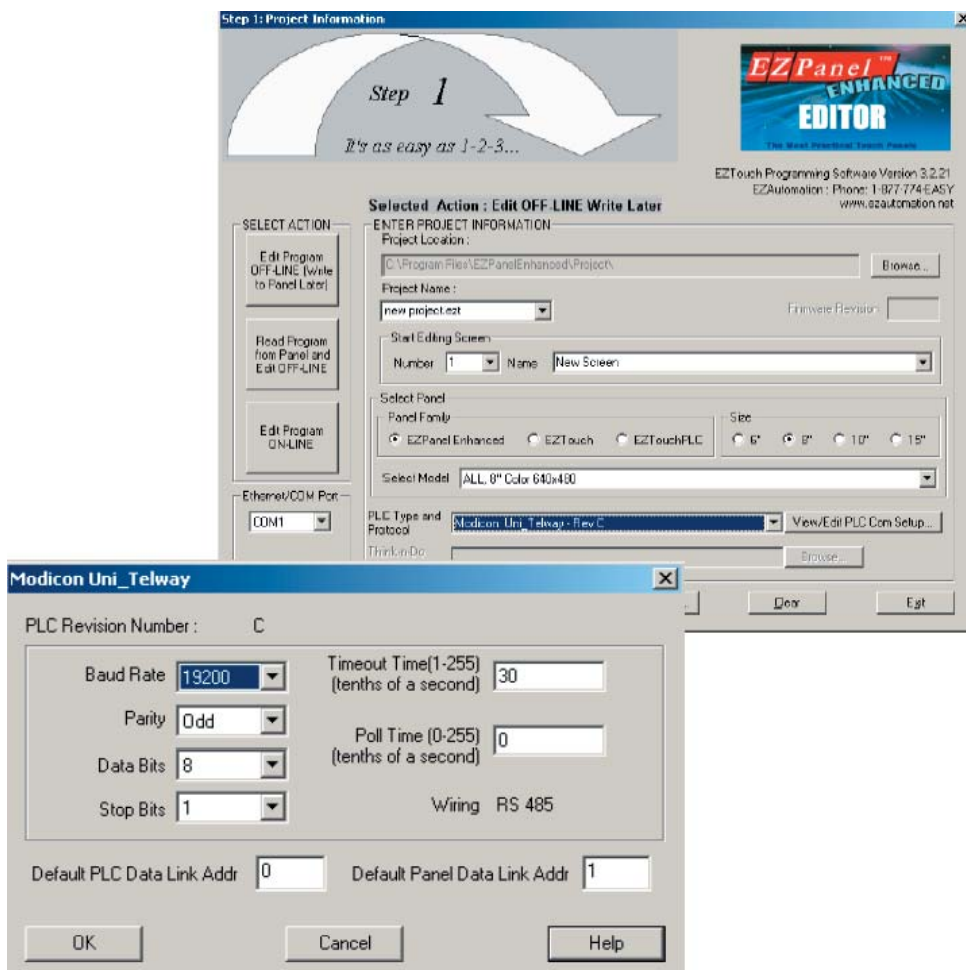 Step 1: Project Information
Step 1
It's as easy as 1-2-3...
EZPanel™
ENHANCED
EDITOR
The Most Practical Touch Panels
EZTouch Programming Software Version 3.2.21
EZAutomation : Phone: 1-877-774-EASY
www.ezautomation.net
Selected Action : Edit OFF-LINE Write Later
SELECT ACTION
Edit Program
OFF-LINE (Write
to Panel Later)
Read Program
from Panel and
Edit OFF-LINE
Edit Program
ON-LINE
Ethernet/COM Port
COM1
ENTER PROJECT INFORMATION
Project Location :
C:\Program Files\EZPanelEnhanced\Project\
Browse...
Project Name :
new project.ezt
Firmware Revision
Start Editing Screen
Number 1 Name New Screen
Select Panel
Panel Family
EZPanel Enhanced EZTouch EZTouchPLC
Size
6" 8" 10" 15"
Select Model ALL, 8" Color 640x480
PLC Type and
Protocol
Modicon Uni_Telway - Rev C
View/Edit PLC Com Setup...
Think-n-Do
Browse...
...
Clear
Exit
Modicon Uni_Telway
PLC Revision Number : C
Baud Rate 19200
Parity Odd
Data Bits 8
Stop Bits 1
Timeout Time(1-255)
(tenths of a second)
30
Poll Time (0-255)
(tenths of a second)
0
Wiring RS 485
Default PLC Data Link Addr 0
Default Panel Data Link Addr 1
OK
Cancel
Help